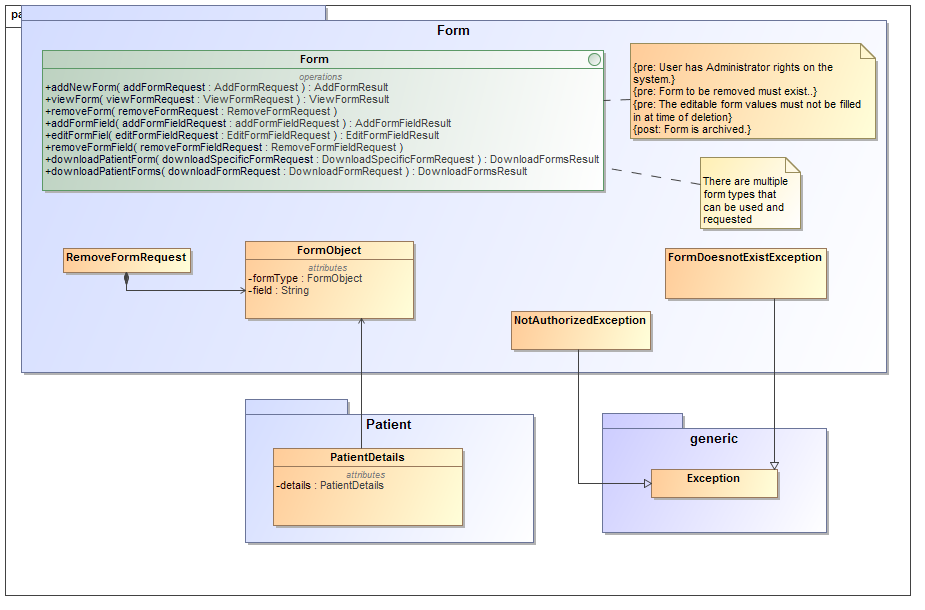 pa
Form
Form
operations
+addNewForm( addFormRequest : AddFormRequest ) : AddFormResult
+viewForm( viewFormRequest : ViewFormRequest ) : ViewFormResult
+removeForm( removeFormRequest : RemoveFormRequest )
+addFormField( addFormFieldRequest : addFormFieldRequest ) : AddFormFieldResult
+editFormFiel( editFormFieldRequest : EditFormFieldRequest ) : EditFormFieldResult
+removeFormField( removeFormFieldRequest : RemoveFormFieldRequest )
+downloadPatientForm( downloadSpecificFormRequest : DownloadSpecificFormRequest ) : DownloadFormsResult
+downloadPatientForms( downloadFormRequest : DownloadFormRequest ) : DownloadFormsResult
{pre: User has Administrator rights on the
system.}
{pre: Form to be removed must exist..}
{pre: The editable form values must not be filled
in at time of deletion}
{post: Form is archived.}
There are multiple
form types that
can be used and
requested
RemoveFormRequest
FormObject
attributes
-formType : FormObject
-field : String
FormDoesnotExistException
NotAuthorizedException
Patient
PatientDetails
attributes
-details : PatientDetails
generic
Exception